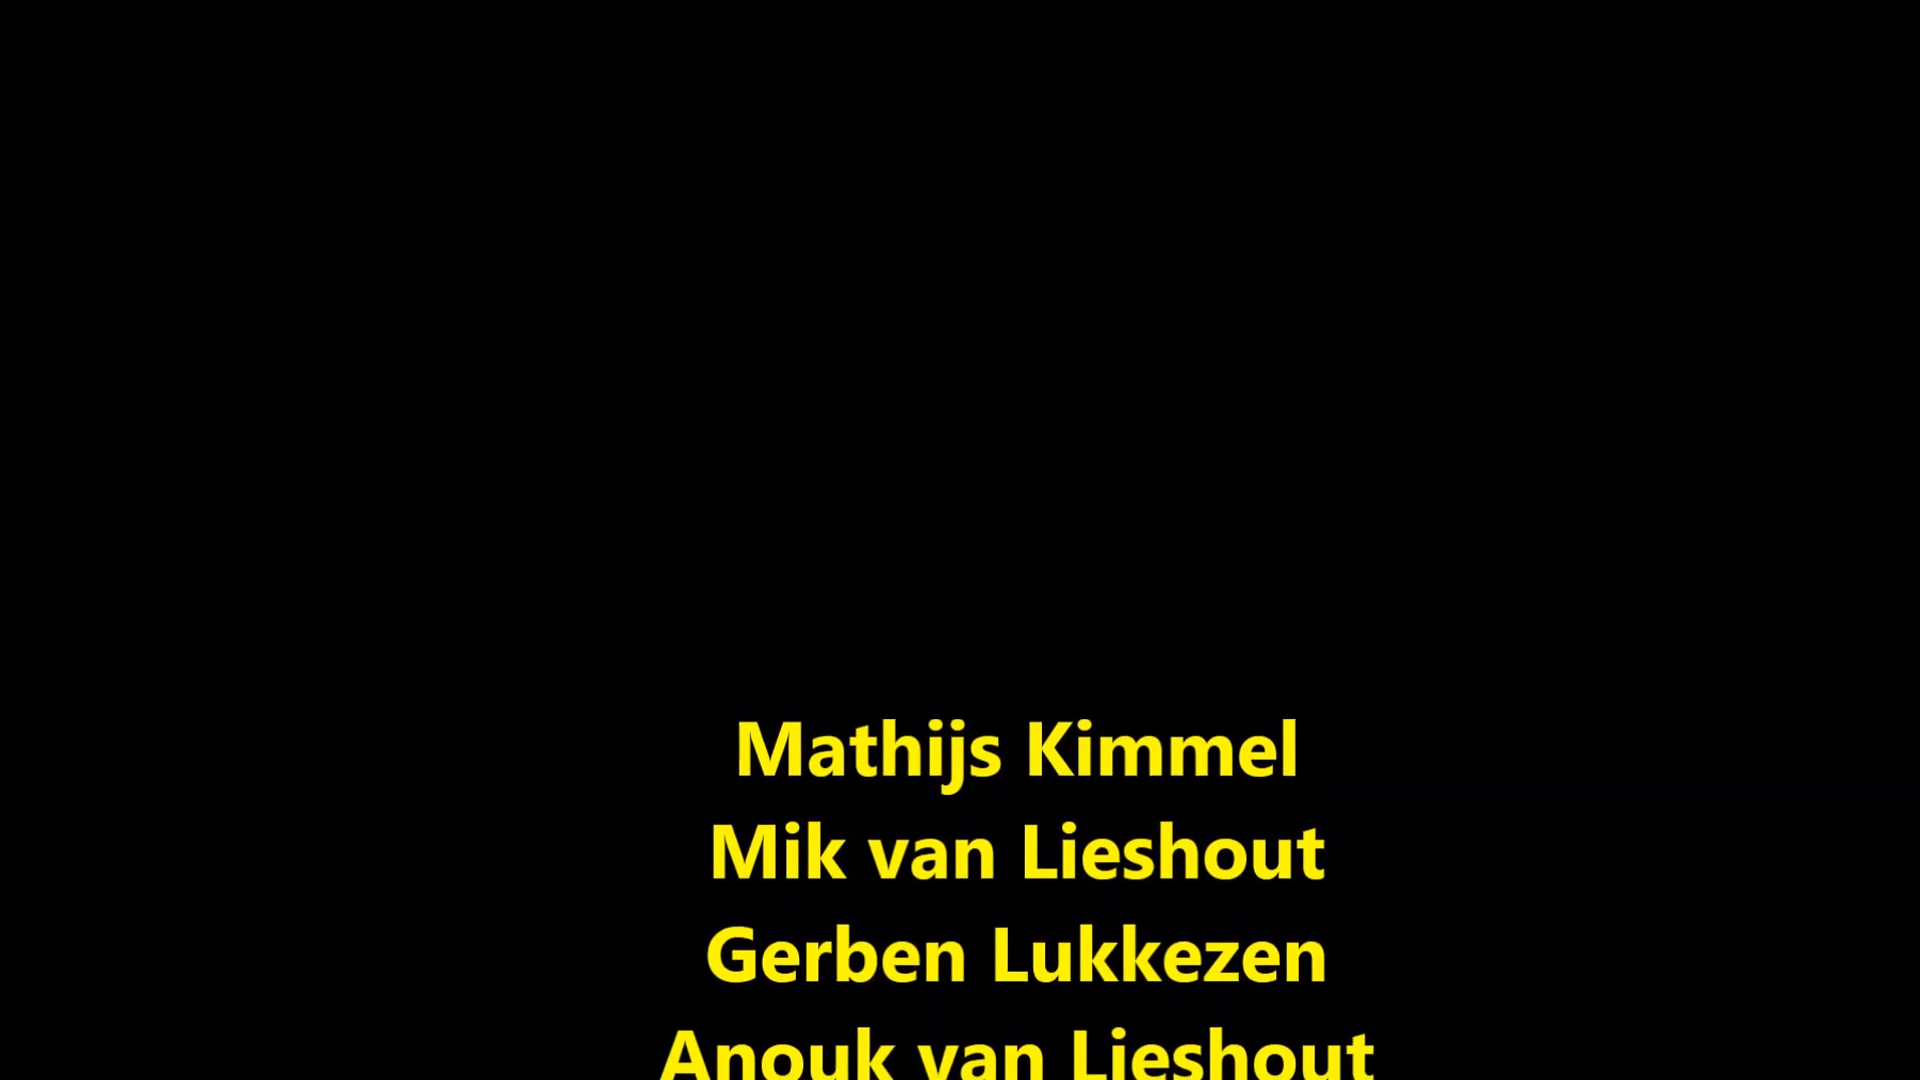 Mathijs Kimmel
Mik van Lieshout
Gerben Lukkezen
Anouk van Lieshout